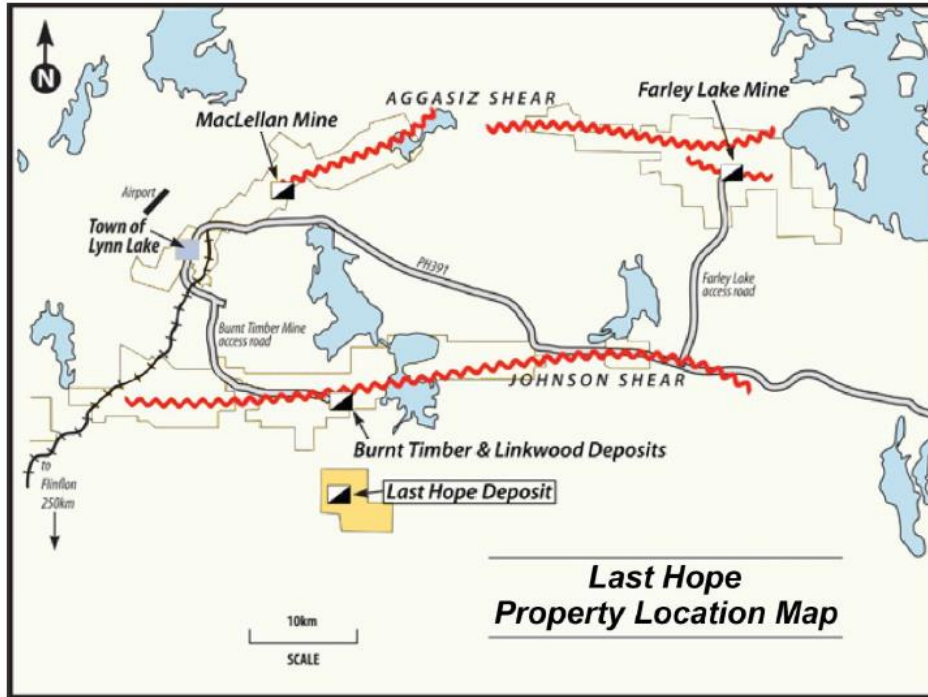 N
AGGASIZ SHEAR
Farley Lake Mine
MacLellan Mine
Airport
Town of
Lynn Lake
PH391
Farley Lake
access road
Burnt Timber Mine
access road
JOHNSON SHEAR
Burnt Timber & Linkwood Deposits
to
Flinflon
250km
Last Hope Deposit
Last Hope
Property Location Map
10km
SCALE